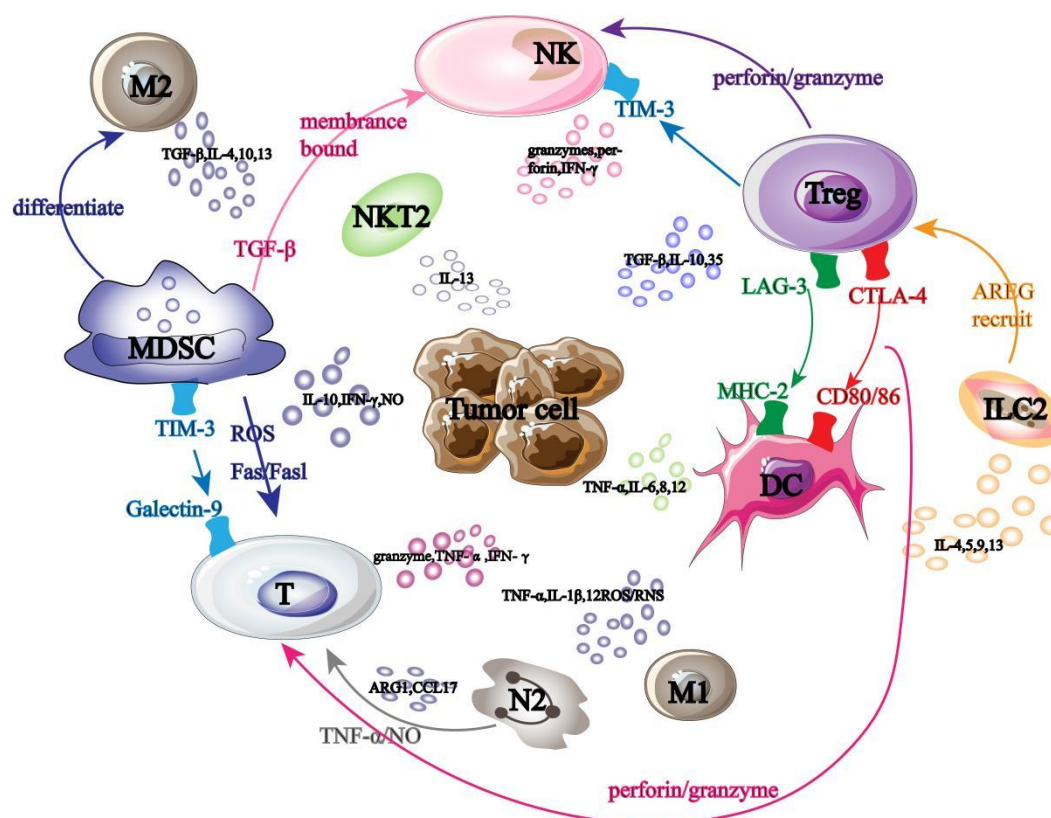 NK
M2
perforin/granzyme
TIM-3
membrance
bound
granzymes,per-
forin,IFN-γ
TGF-β,IL-4,10,13
Treg
differentiate
NKT2
TGF-β
IL-13
TGF-β,IL-10,35
LAG-3
CTLA-4
AREG
recruit
MDSC
MHC-2
CD80/86
ILC2
IL-10,IFN-γ,NO
Tumor cell
TIM-3
ROS
Fas/Fasl
TNF-α,IL-6,8,12
DC
Galectin-9
IL-4,5,9,13
granzyme,TNF- α ,IFN- γ
T
TNF-α,IL-1β,12ROS/RNS
ARG1,CCL17
N2
M1
TNF-α/NO
perforin/granzyme